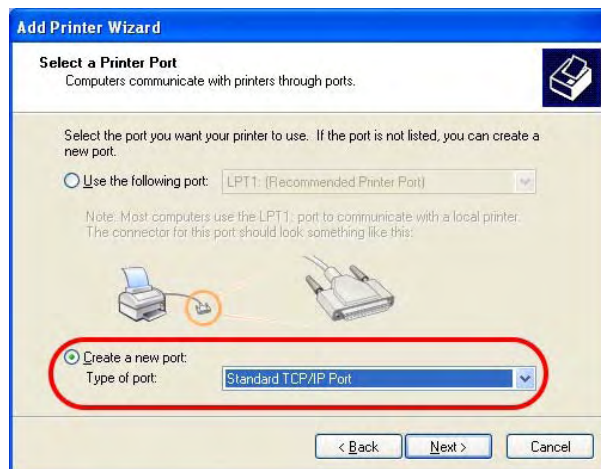 Add Printer Wizard
Select a Printer Port
Computers communicate with printers through ports.
Select the port you want your printer to use. If the port is not listed, you can create a
new port.
Use the following port: LPT1: (Recommended Printer Port)
Note: Most computers use the LPT1: port to communicate with a local printer.
The connector for this port should look something like this:
Create a new port:
Type of port: Standard TCP/IP Port
< Back Next > Cancel